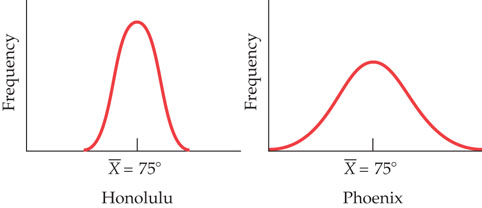 Frequency
X̅ = 75°
Honolulu
Frequency
X̅ = 75°
Phoenix